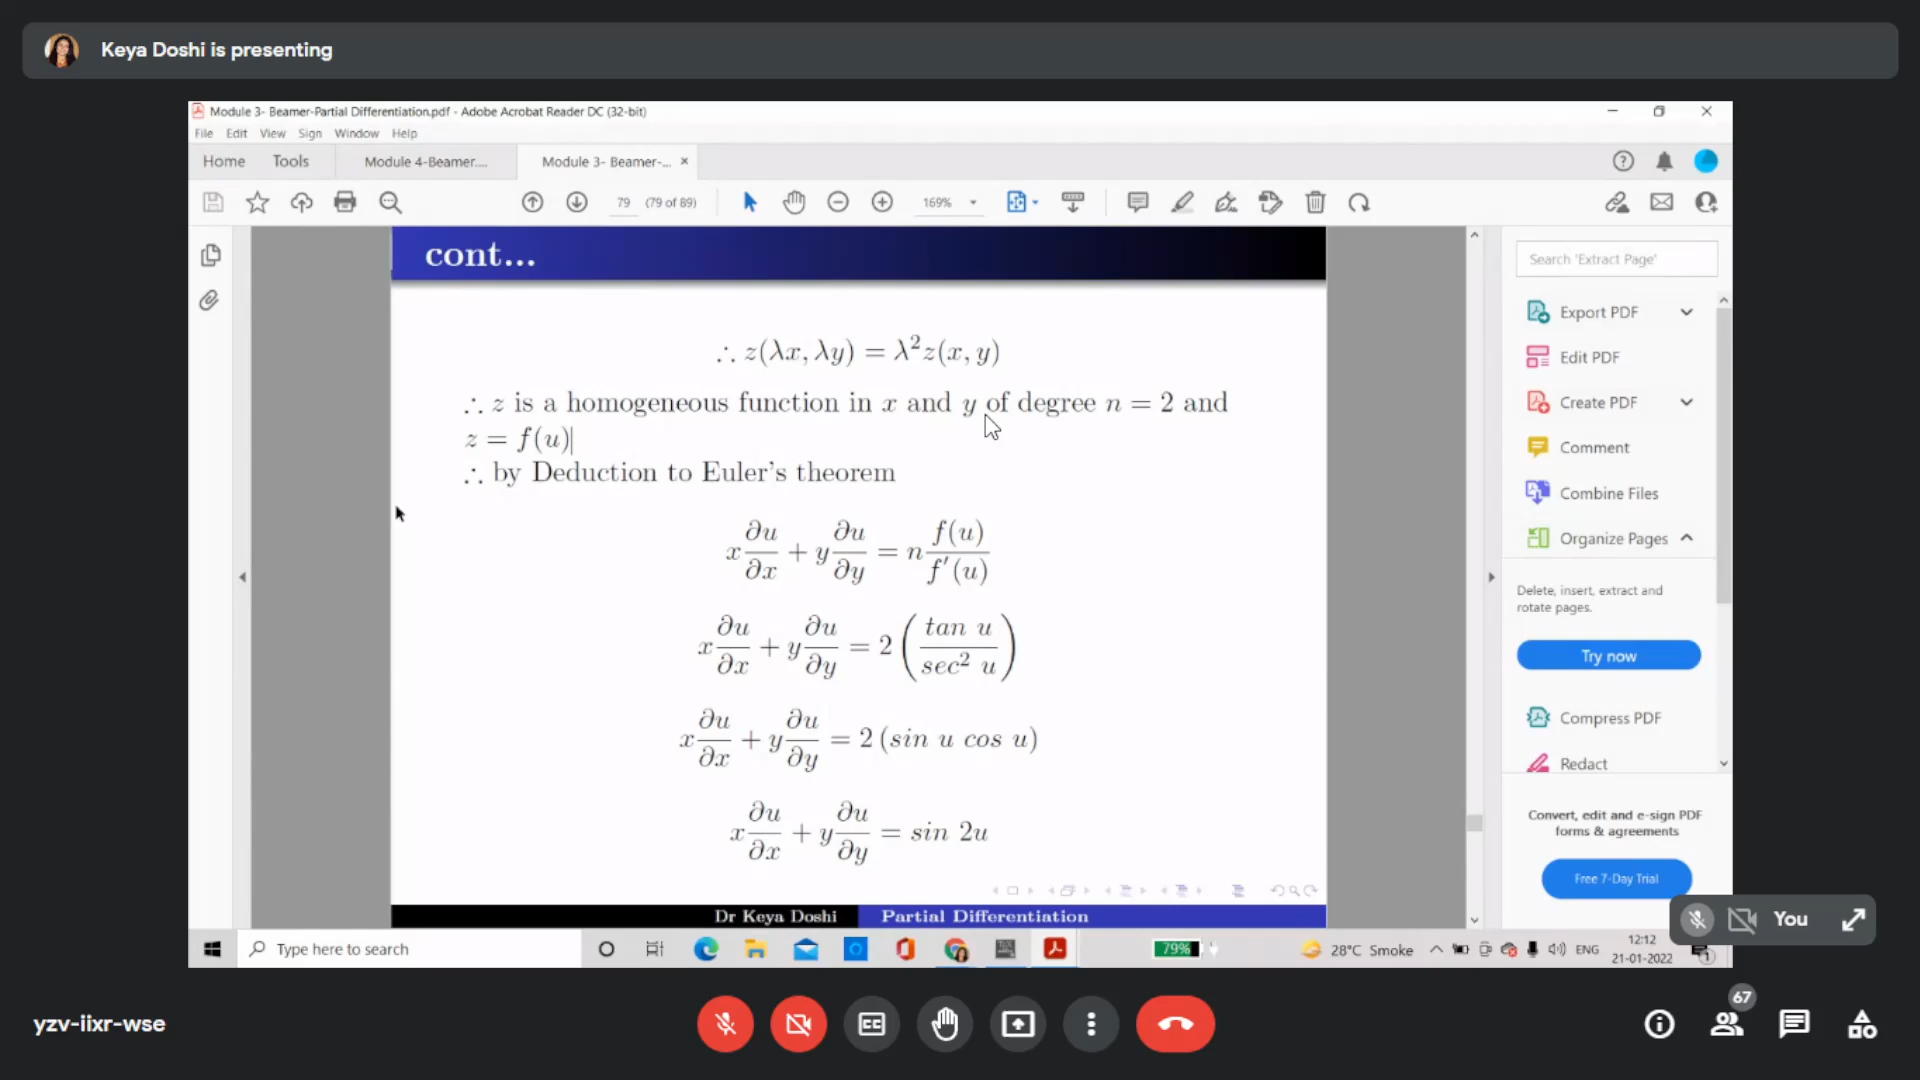 Keya Doshi is presenting
Module 3- Beamer-Partial Differentiation.pdf - Adobe Acrobat Reader DC (32-bit)
File Edit View Sign Window Help
Home Tools Module 4-Beamer.... Module 3- Beamer-... ×
79 (79 of 89) 169%
cont...
∴ z(λx, λy) = λ²z(x, y)
∴ z is a homogeneous function in x and y of degree n = 2 and
z = f(u)
∴ by Deduction to Euler's theorem
x ∂u/∂x + y ∂u/∂y = n f(u)/f′(u)
x ∂u/∂x + y ∂u/∂y = 2 (tan u / sec² u)
x ∂u/∂x + y ∂u/∂y = 2 (sin u cos u)
x ∂u/∂x + y ∂u/∂y = sin 2u
Dr Keya Doshi Partial Differentiation
Search 'Extract Page'
Export PDF
Edit PDF
Create PDF
Comment
Combine Files
Organize Pages
Delete, insert, extract and
rotate pages.
Try now
Compress PDF
Redact
Convert, edit and e-sign PDF
forms & agreements
Free 7-Day Trial
You
Type here to search
79%
28°C Smoke
ENG
12:12
21-01-2022
1
yzv-iixr-wse
CC
67